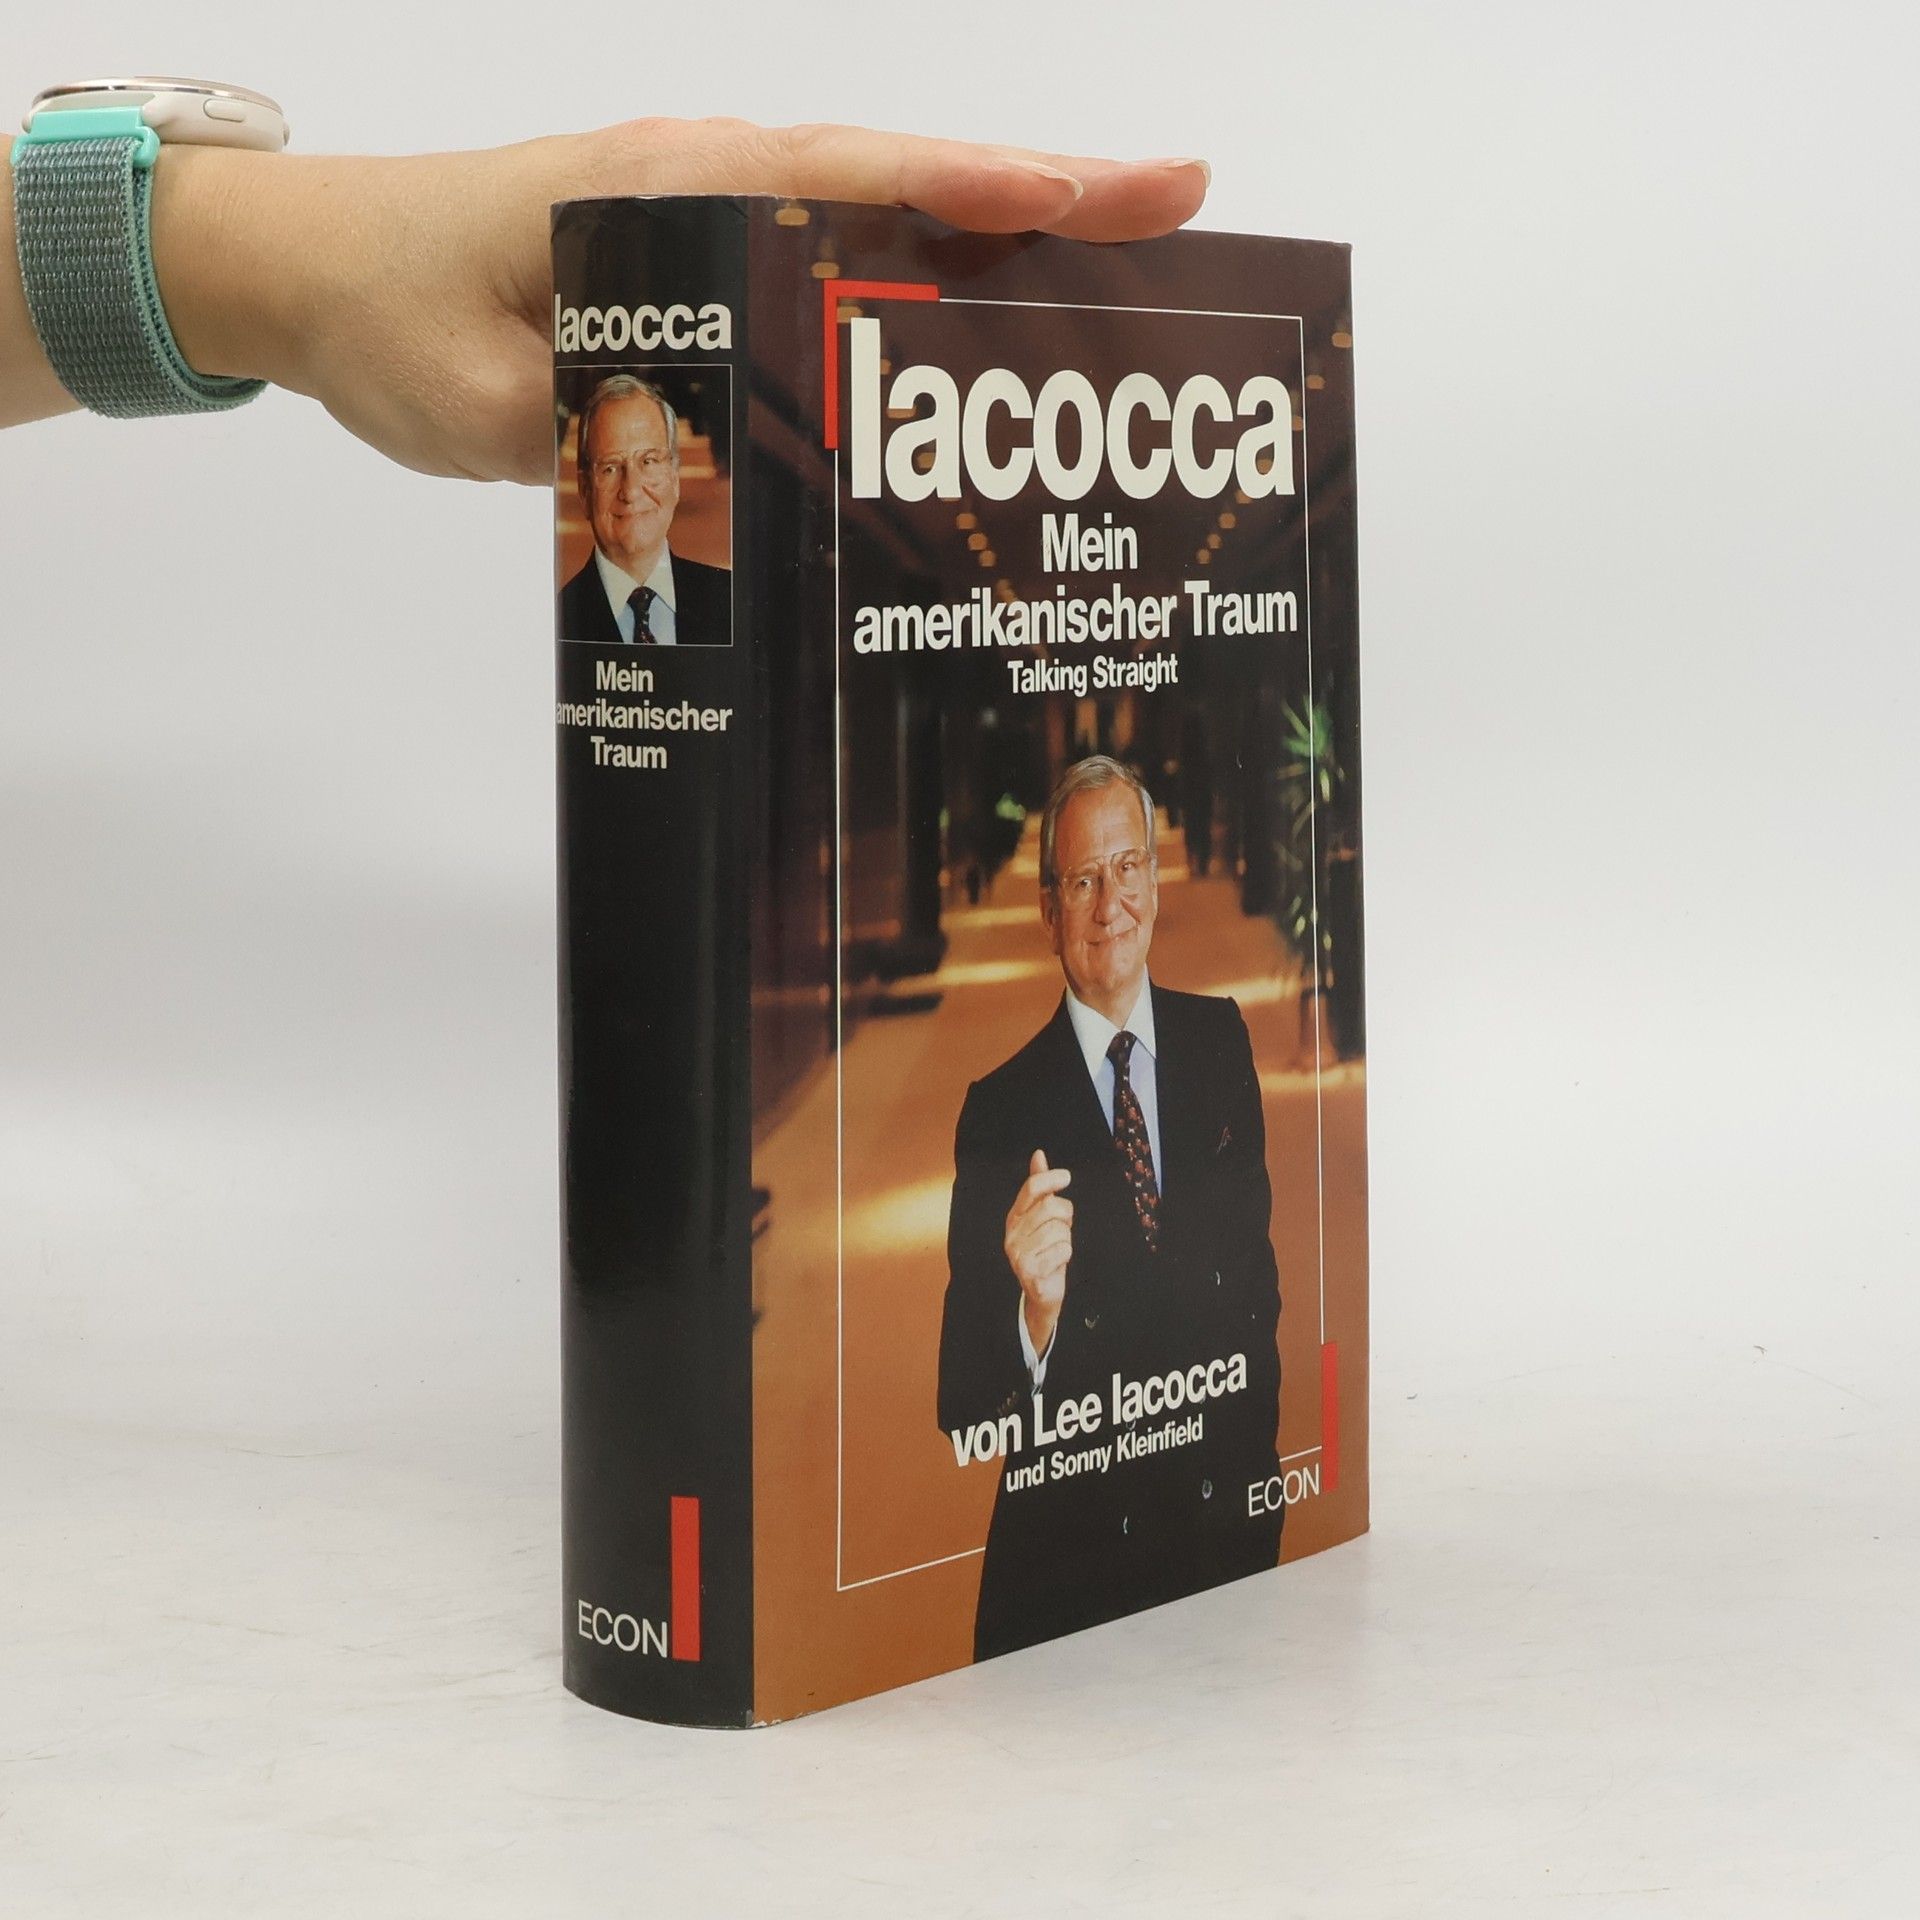 Iacocca
Mein
amerikanischer
Traum
ECON
Iacocca
Mein
amerikanischer Traum
Talking Straight
von Lee Iacocca
und Sonny Kleinfield
ECON